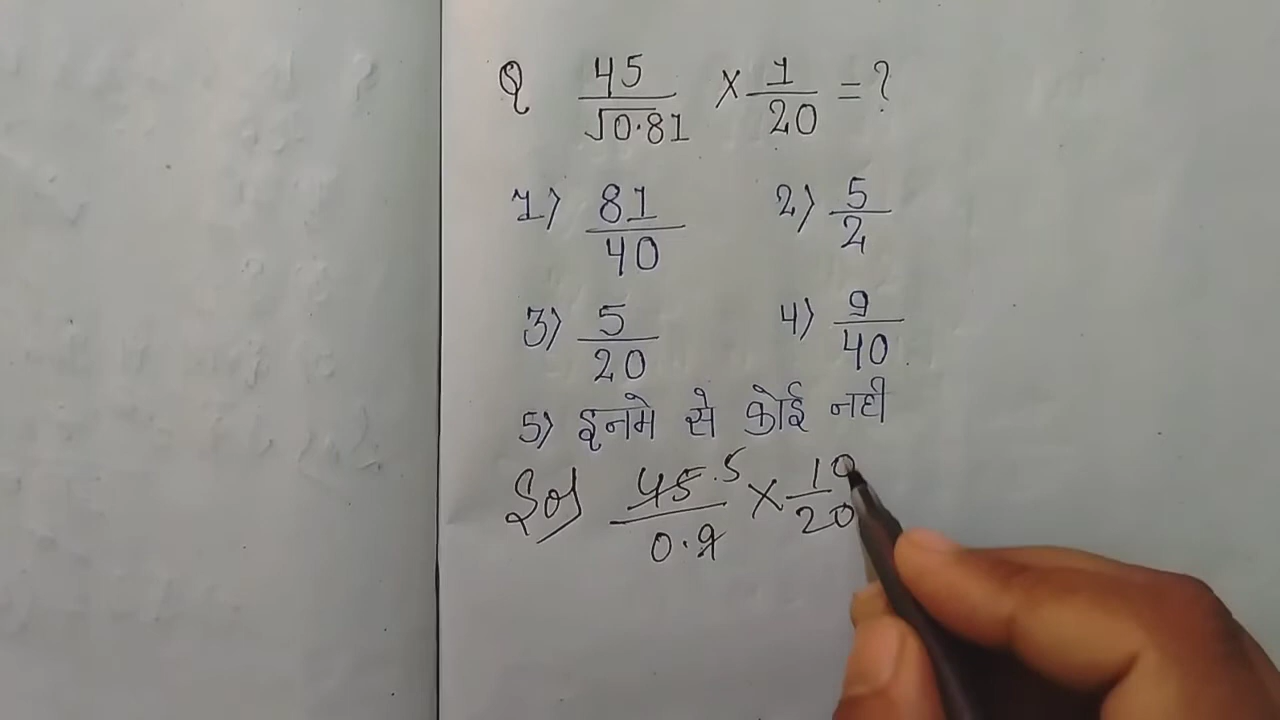 Q 45/√0.81 × 1/20 = ?
1) 81/40 2) 5/2
3) 5/20 4) 9/40
5) इनमे से कोई नही
Sol 45.5/0.9 × 10/20